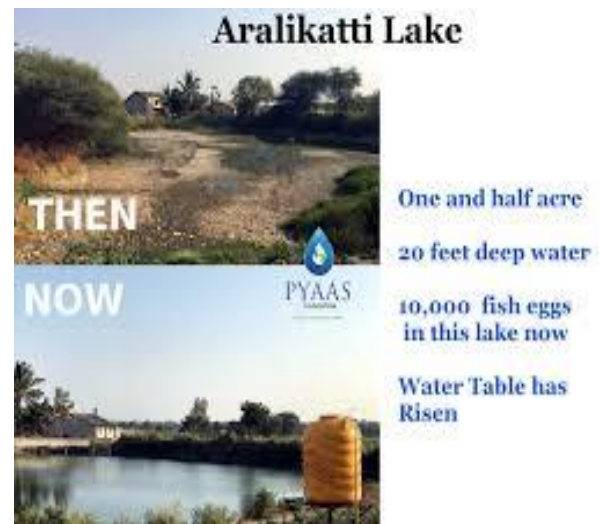 Aralikatti Lake
THEN
NOW
PYAAS
One and half acre
20 feet deep water
10,000 fish eggs
in this lake now
Water Table has
Risen